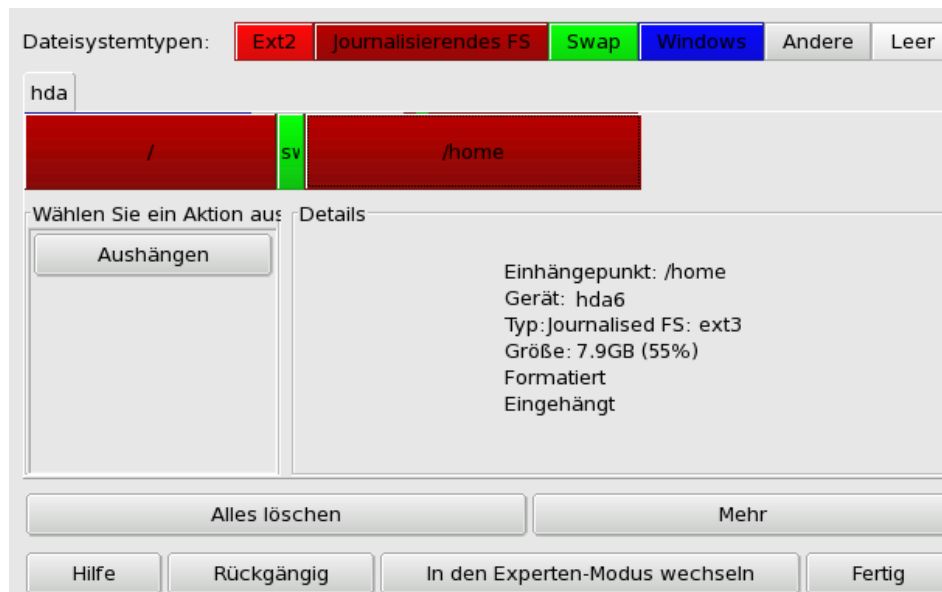 Dateisystemtypen: Ext2 Journalisierendes FS Swap Windows Andere Leer
hda
/ sw /home
Wählen Sie ein Aktion aus Details
Aushängen
Einhängepunkt: /home
Gerät: hda6
Typ:Journalised FS: ext3
Größe: 7.9GB (55%)
Formatiert
Eingehängt
Alles löschen Mehr
Hilfe Rückgängig In den Experten-Modus wechseln Fertig